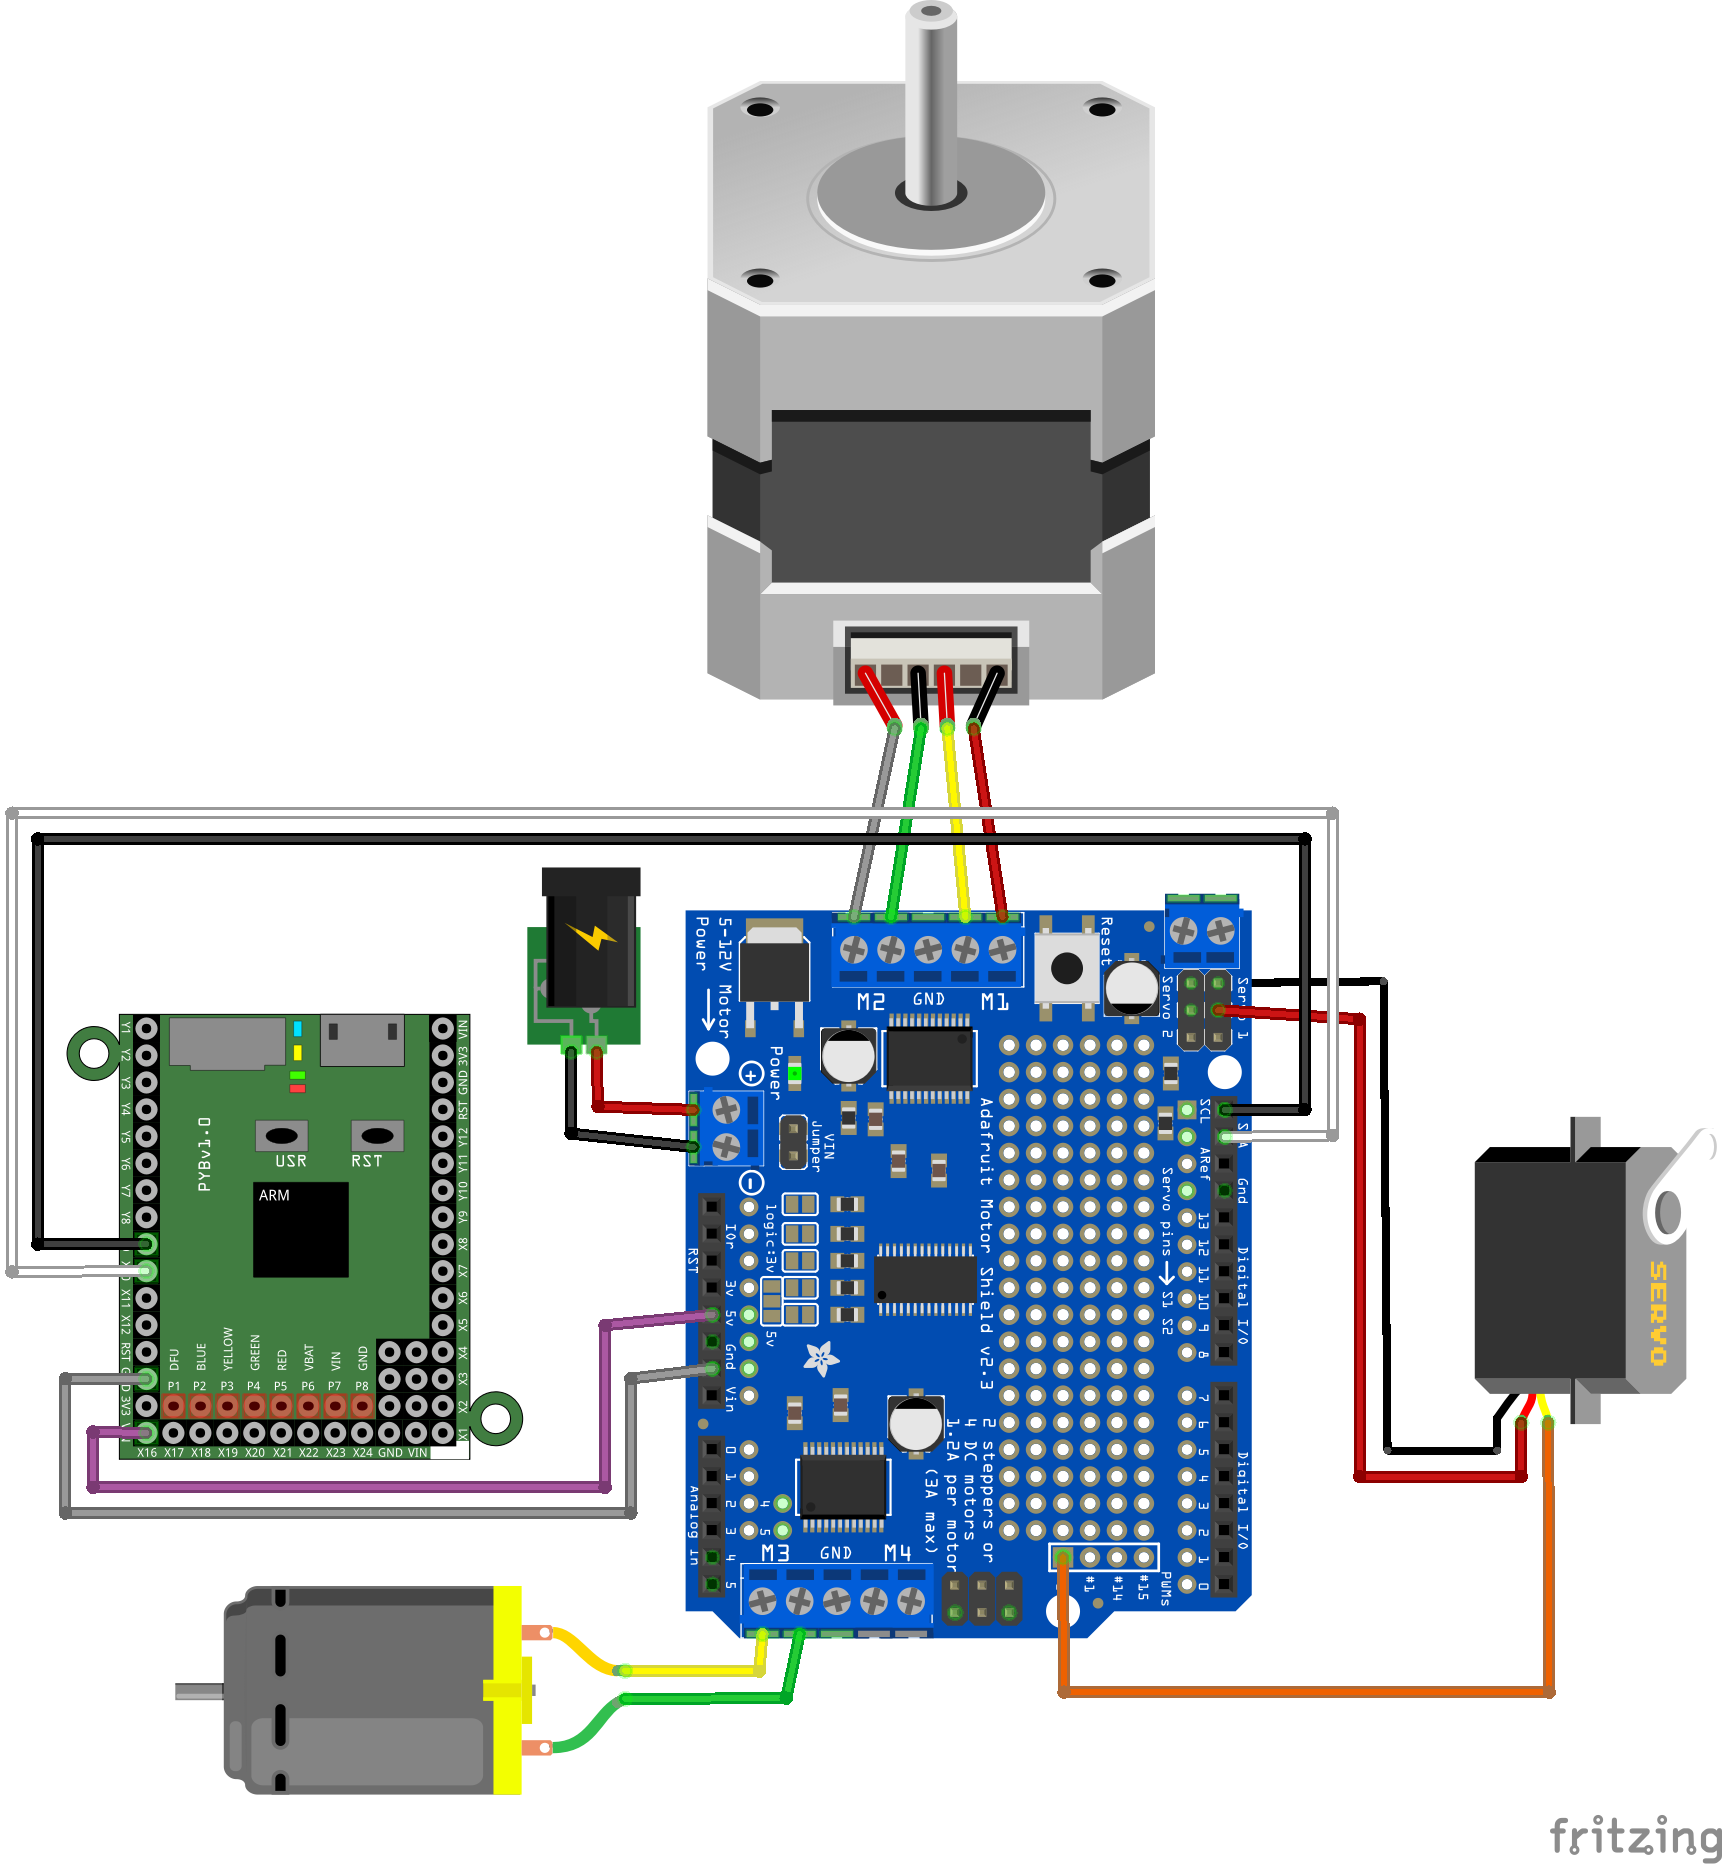 5-12V Motor
Power
M2
GND
M1
Reset
Servo 1
Servo 2
Power
+
-
VIN
Jumper
Adafruit Motor Shield v2.3
2 steppers or
4 DC motors
1.2A per motor
(3A max)
SCL
ARef
Gnd
13
12
11
10
9
8
7
6
5
4
3
2
1
0
Digital I/O
Digital I/O
Servo pins
S1
S2
logic:3v
5v
IOr
RST
3v
5v
Gnd
Vin
0
1
2
3
4
5
4
5
Analog in
M3
GND
M4
#1
#14
#15
PWMs
PYBv1.0
USR
RST
ARM
Y1
Y2
Y3
Y4
Y5
Y6
Y7
Y8
X11
X12
RST
3V3
VIN
3V3
GND
RST
Y12
Y11
Y10
Y9
X8
X7
X6
X5
X4
X3
X2
X1
DFU
BLUE
YELLOW
GREEN
RED
VBAT
VIN
GND
P1 P2 P3 P4 P5 P6 P7 P8
X16 X17 X18 X19 X20 X21 X22 X23 X24 GND VIN
SERVO
fritzing